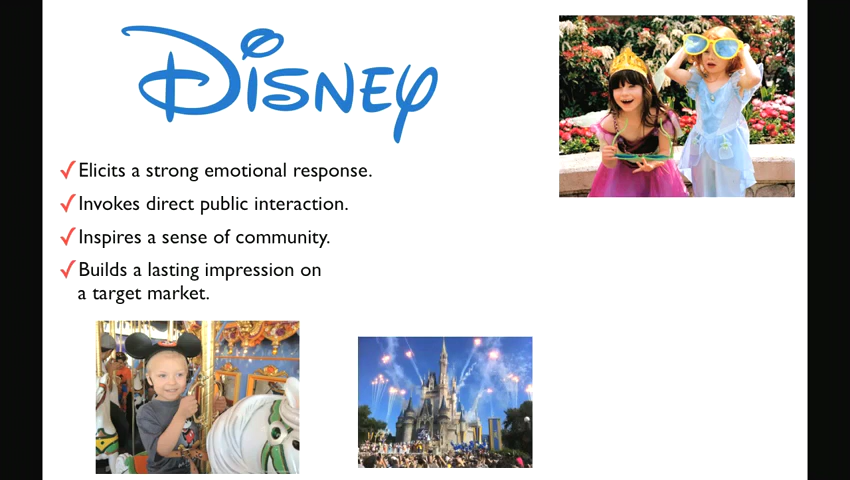 Disney
✓Elicits a strong emotional response.
✓Invokes direct public interaction.
✓Inspires a sense of community.
✓Builds a lasting impression on
a target market.